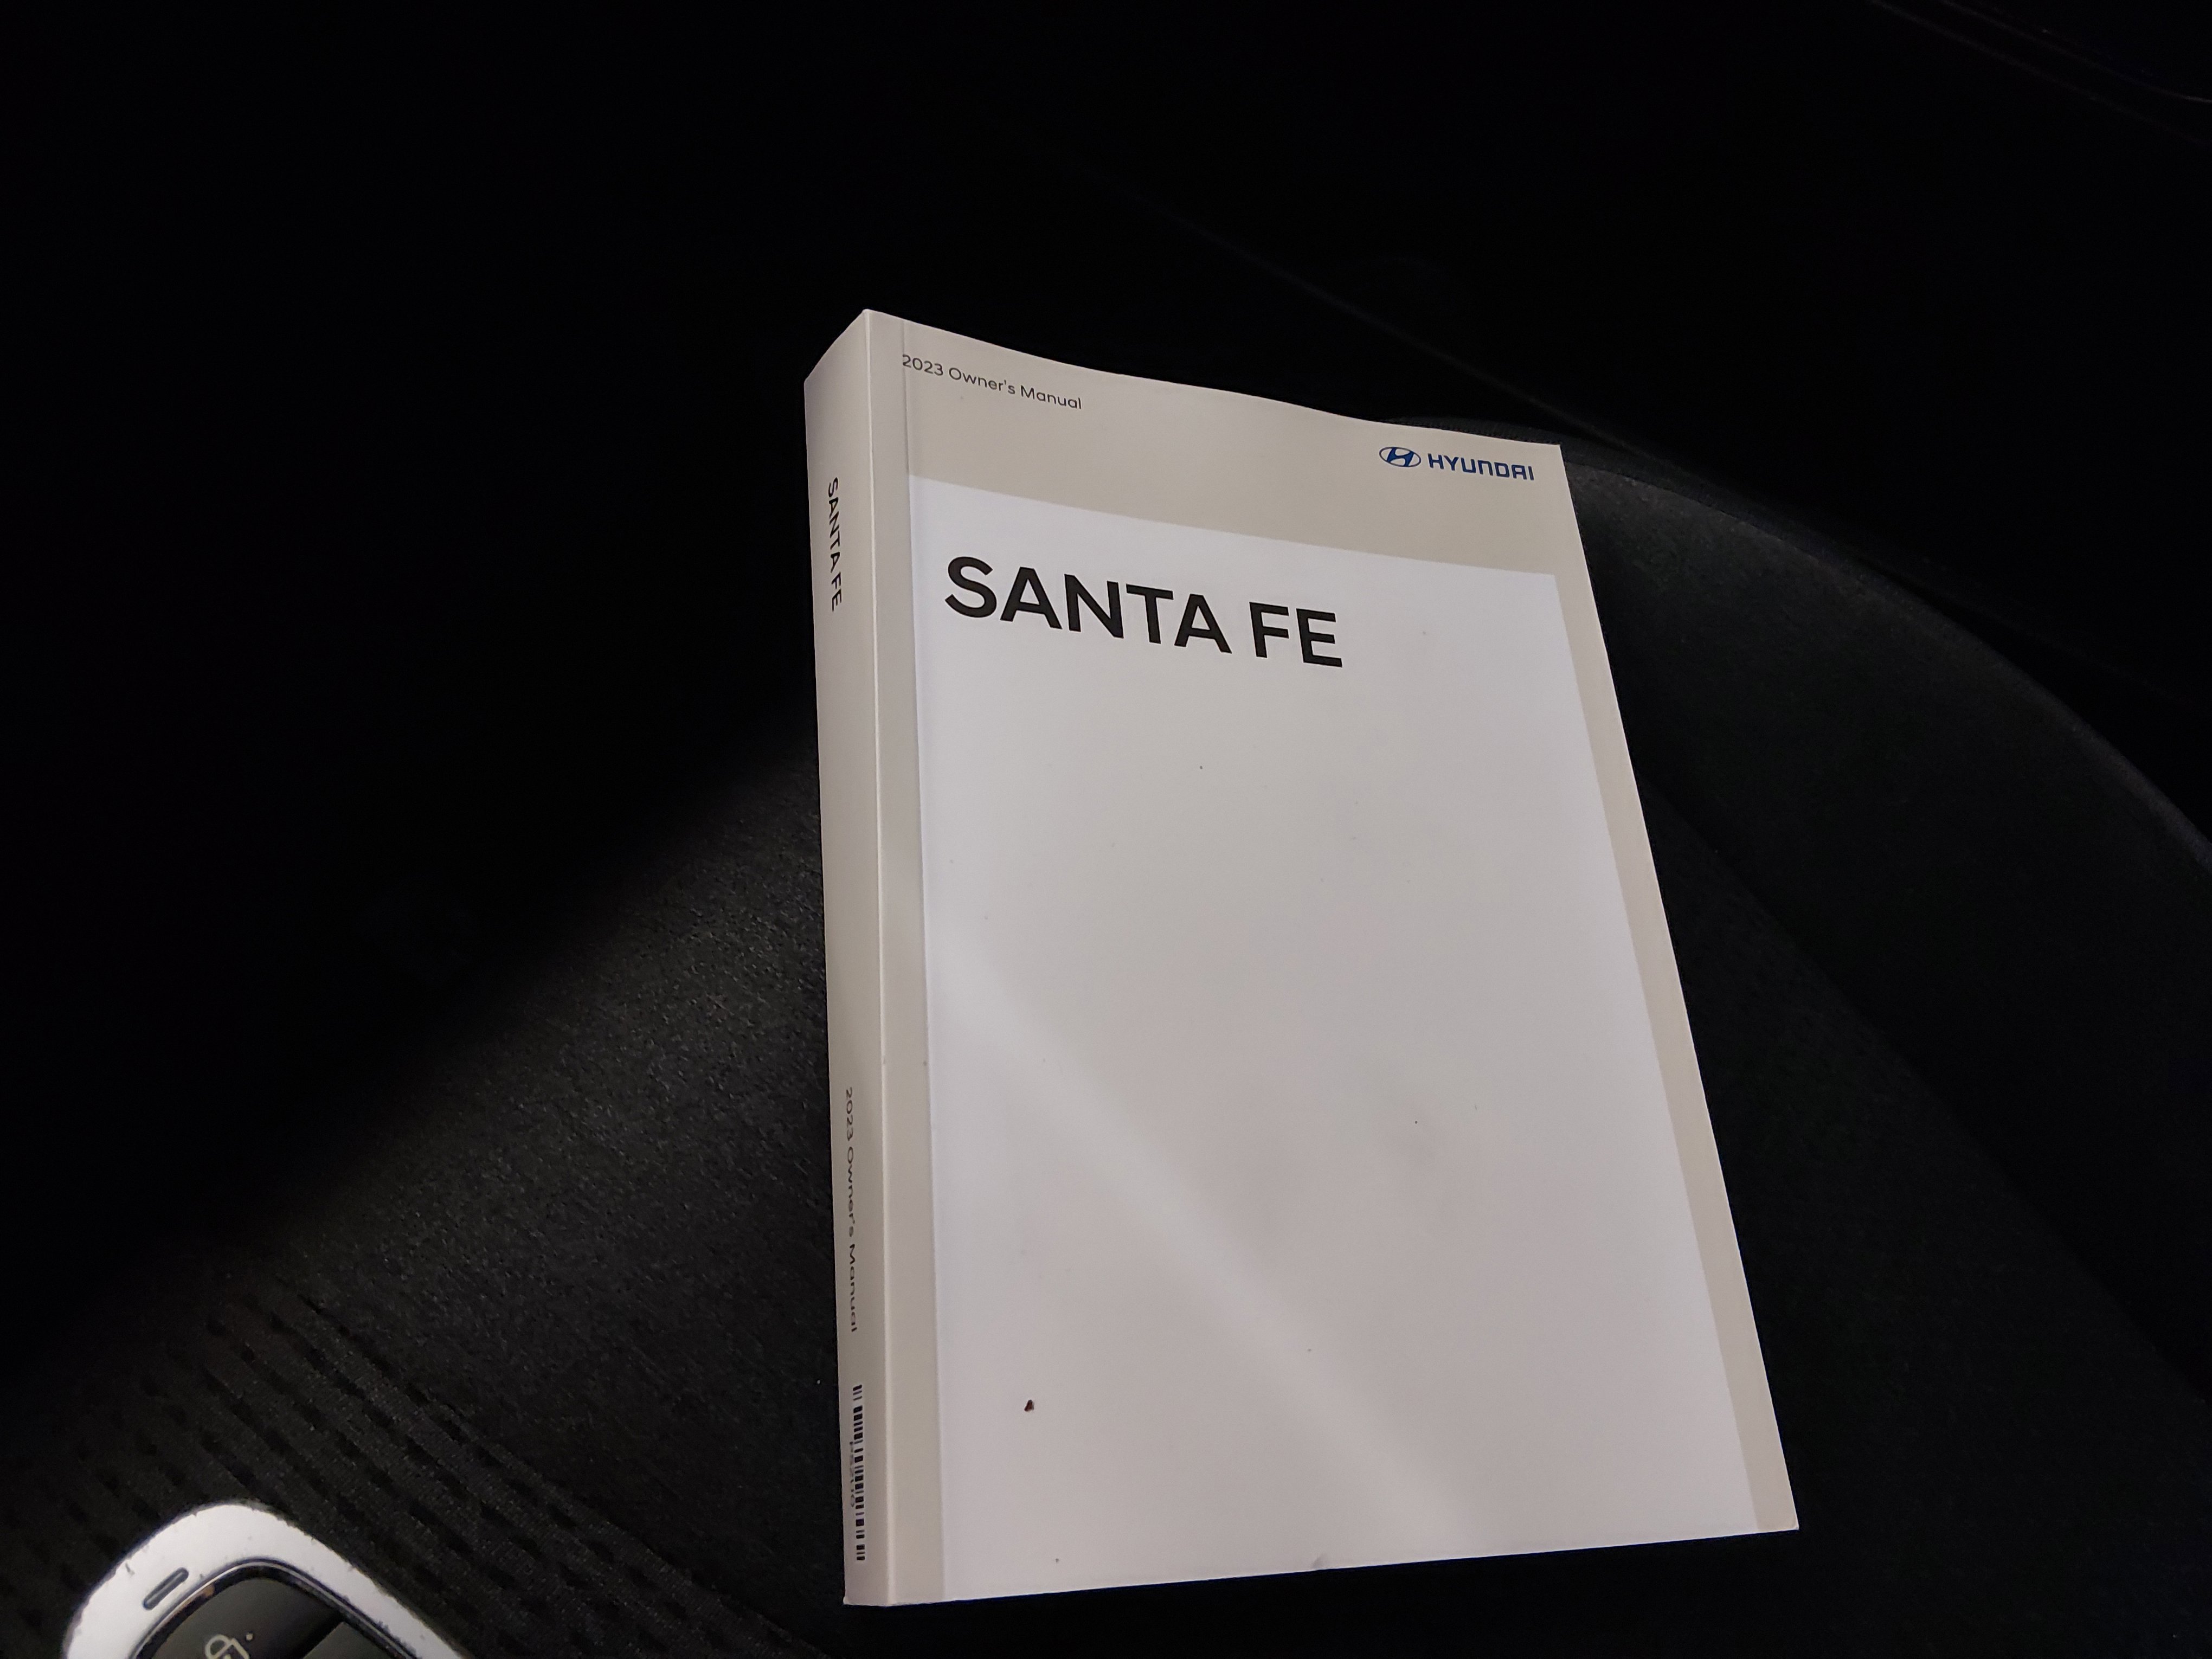 2023 Owner's Manual
HYUNDAI
SANTA FE
SANTA FE
2023 Owner's Manual